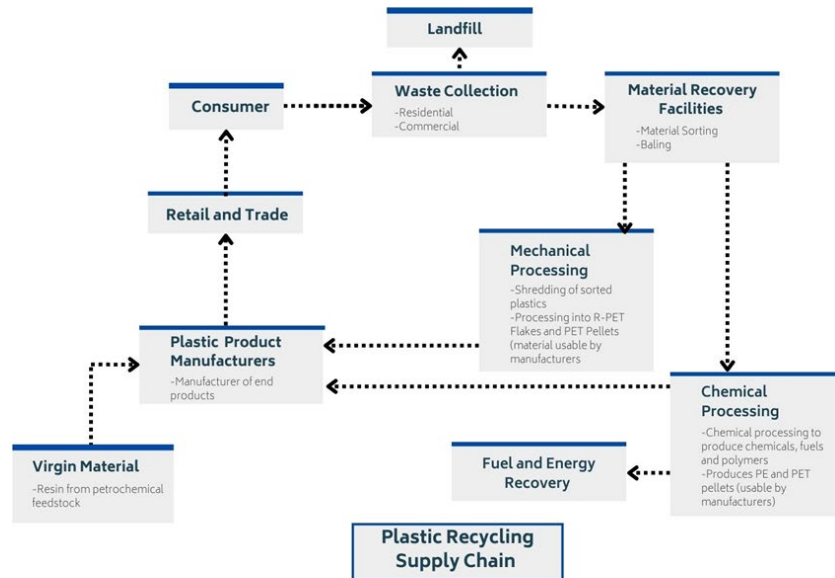 Landfill
Consumer
Waste Collection
-Residential
-Commercial
Material Recovery
Facilities
-Material Sorting
-Baling
Retail and Trade
Mechanical
Processing
-Shredding of sorted
plastics
-Processing into R-PET
Flakes and PET Pellets
(material usable by
manufacturers
Plastic Product
Manufacturers
-Manufacturer of end
products
Chemical
Processing
-Chemical processing to
produce chemicals, fuels
and polymers
-Produces PE and PET
pellets (usable by
manufacturers)
Virgin Material
-Resin from petrochemical
feedstock
Fuel and Energy
Recovery
Plastic Recycling
Supply Chain